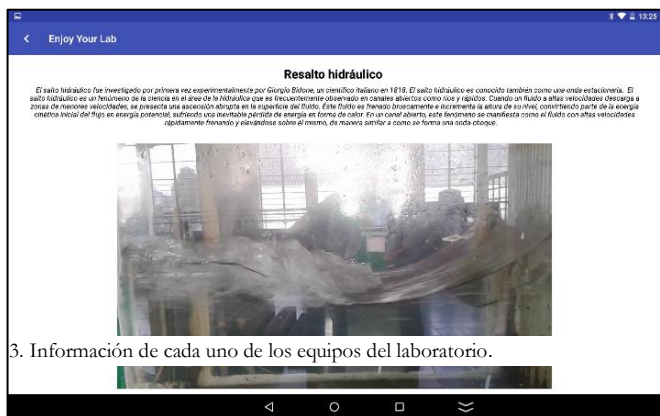 13:25
Enjoy Your Lab
Resalto hidráulico
El salto hidráulico fue investigado por primera vez experimentalmente por Giorgio Bidone, un científico italiano en 1818. El salto hidráulico es conocido también como una onda estacionaria. El
salto hidráulico es un fenómeno de la ciencia en el área de la hidráulica que es frecuentemente observado en canales abiertos como ríos y rápidos. Cuando un fluido a altas velocidades descarga a
zonas de menores velocidades, se presenta una ascensión abrupta en la superficie del fluido. Éste fluido es frenado bruscamente e incrementa la altura de su nivel, convirtiendo parte de la energía
cinética inicial del flujo en energía potencial, sufriendo una inevitable pérdida de energía en forma de calor. En un canal abierto, este fenómeno se manifiesta como el fluido con altas velocidades
rápidamente frenando y elevándose sobre él mismo, de manera similar a como se forma una onda-choque.
3. Información de cada uno de los equipos del laboratorio.